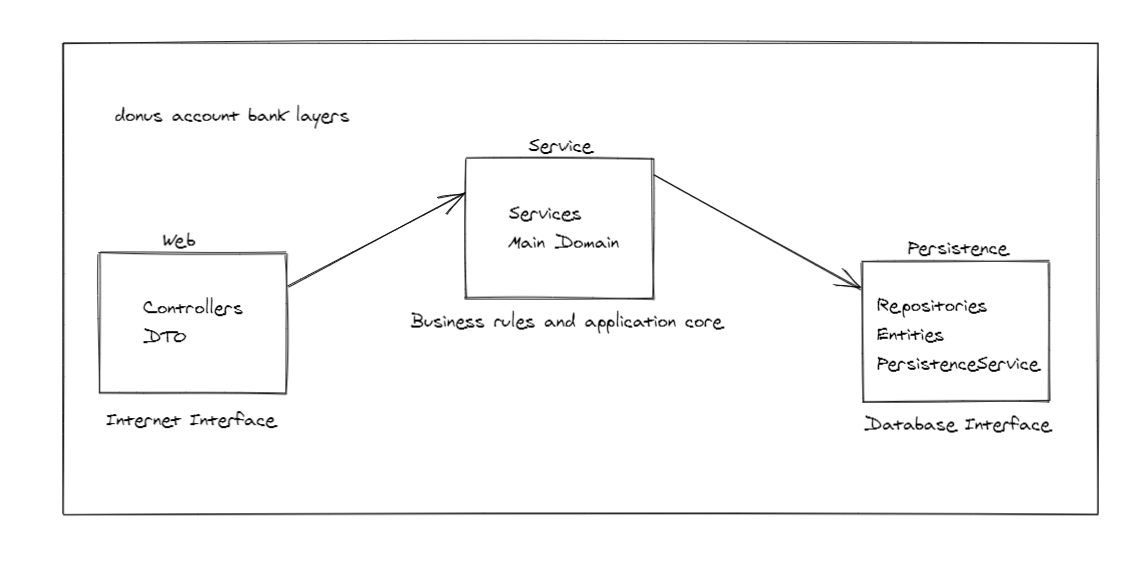 donus account bank layers
Web
Controllers
DTO
Internet Interface
Service
Services
Main Domain
Business rules and application core
Persistence
Repositories
Entities
PersistenceService
Database Interface